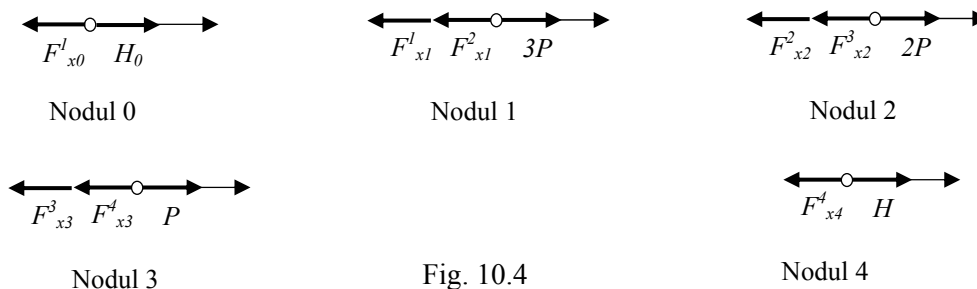 F¹ₓ₀ H₀
F¹ₓ₁ F²ₓ₁ 3P
F²ₓ₂ F³ₓ₂ 2P
Nodul 0
Nodul 1
Nodul 2
F³ₓ₃ F⁴ₓ₃ P
F⁴ₓ₄ H
Nodul 3
Fig. 10.4
Nodul 4